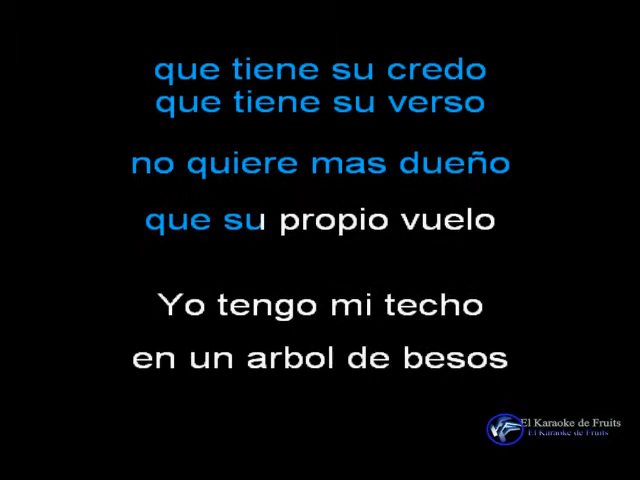 que tiene su credo
que tiene su verso
no quiere mas dueño
que su propio vuelo
Yo tengo mi techo
en un arbol de besos
El Karaoke de Fruits
El Karaoke de Fruits